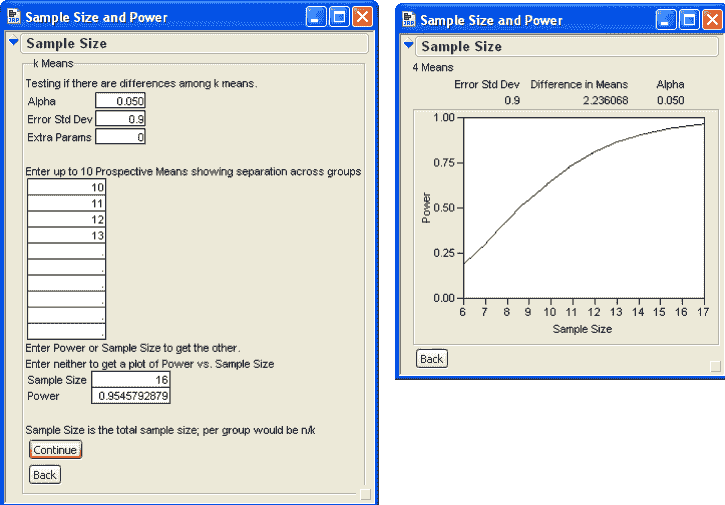 Sample Size and Power
Sample Size
k Means
Testing if there are differences among k means.
Alpha 0.050
Error Std Dev 0.9
Extra Params 0
Enter up to 10 Prospective Means showing separation across groups
10
11
12
13
.
.
.
.
.
.
Enter Power or Sample Size to get the other.
Enter neither to get a plot of Power vs. Sample Size
Sample Size 16
Power 0.9545792879
Sample Size is the total sample size; per group would be n/k
Continue
Back
Sample Size and Power
Sample Size
4 Means
Error Std Dev Difference in Means Alpha
0.9 2.236068 0.050
1.00
0.75
0.50
0.25
0.00
Power
6 7 8 9 10 11 12 13 14 15 16 17
Sample Size
Back